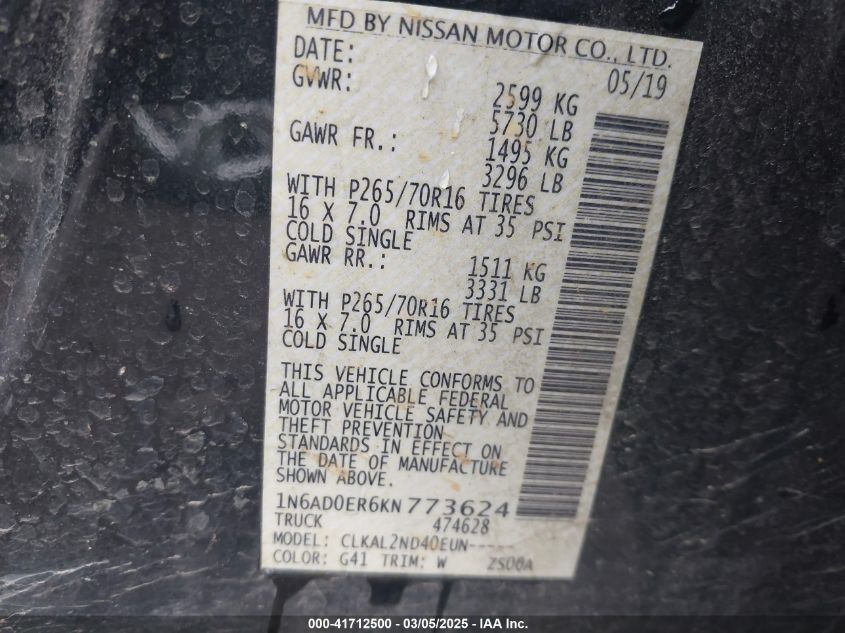 MFD BY NISSAN MOTOR CO., LTD.
DATE: 05/19
GVWR: 2599 KG
5730 LB
GAWR FR.: 1495 KG
3296 LB
WITH P265/70R16 TIRES
16 X 7.0 RIMS AT 35 PSI
COLD SINGLE
GAWR RR.: 1511 KG
3331 LB
WITH P265/70R16 TIRES
16 X 7.0 RIMS AT 35 PSI
COLD SINGLE
THIS VEHICLE CONFORMS TO
ALL APPLICABLE FEDERAL
MOTOR VEHICLE SAFETY AND
THEFT PREVENTION
STANDARDS IN EFFECT ON
THE DATE OF MANUFACTURE
SHOWN ABOVE.
1N6AD0ER6KN773624
TRUCK 474628
MODEL: CLKAL2ND40EUN-----
COLOR: G41 TRIM: W ZS00A
000-41712500 - 03/05/2025 - IAA Inc.